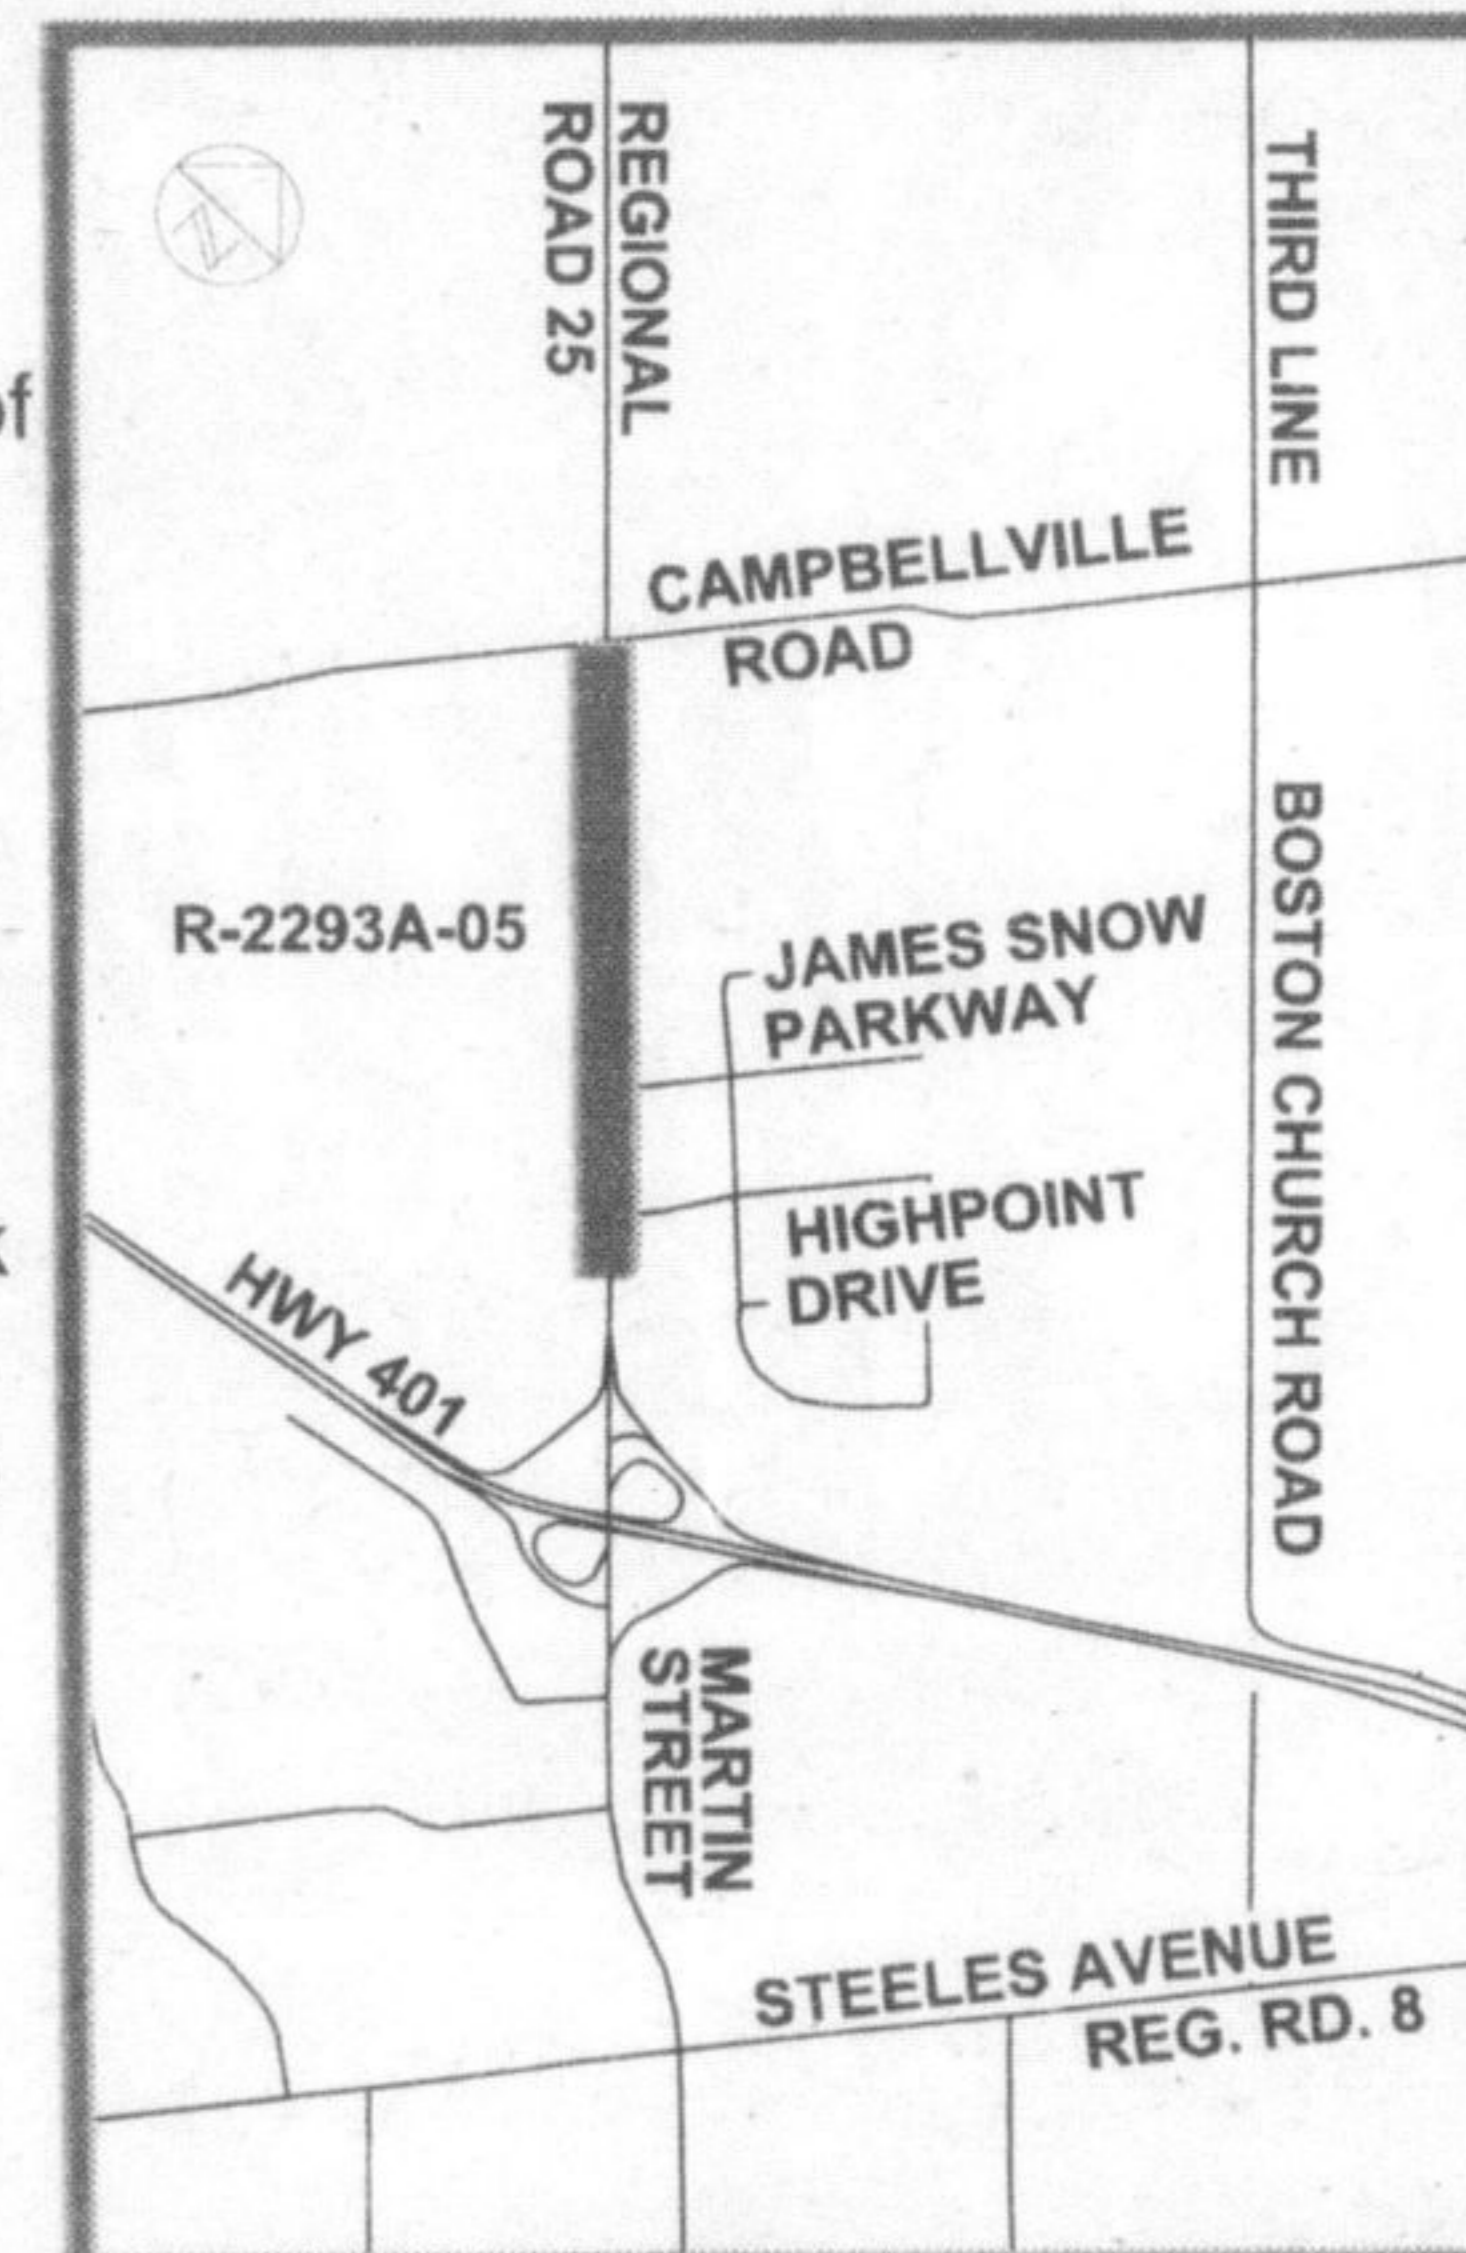 REGIONAL
ROAD 25
THIRD LINE
of
CAMPBELLVILLE
ROAD
R-2293A-05
JAMES SNOW
PARKWAY
BOSTON CHURCH ROAD
HIGHPOINT
DRIVE
HWY 401
MARTIN
STREET
STEELES AVENUE
REG. RD. 8